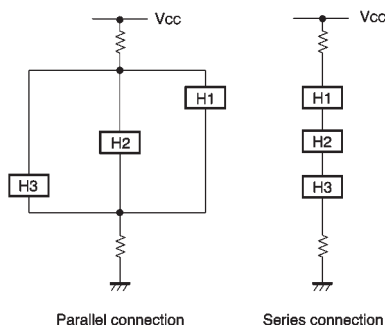 Vcc
H1
H2
H3
Parallel connection
Vcc
H1
H2
H3
Series connection